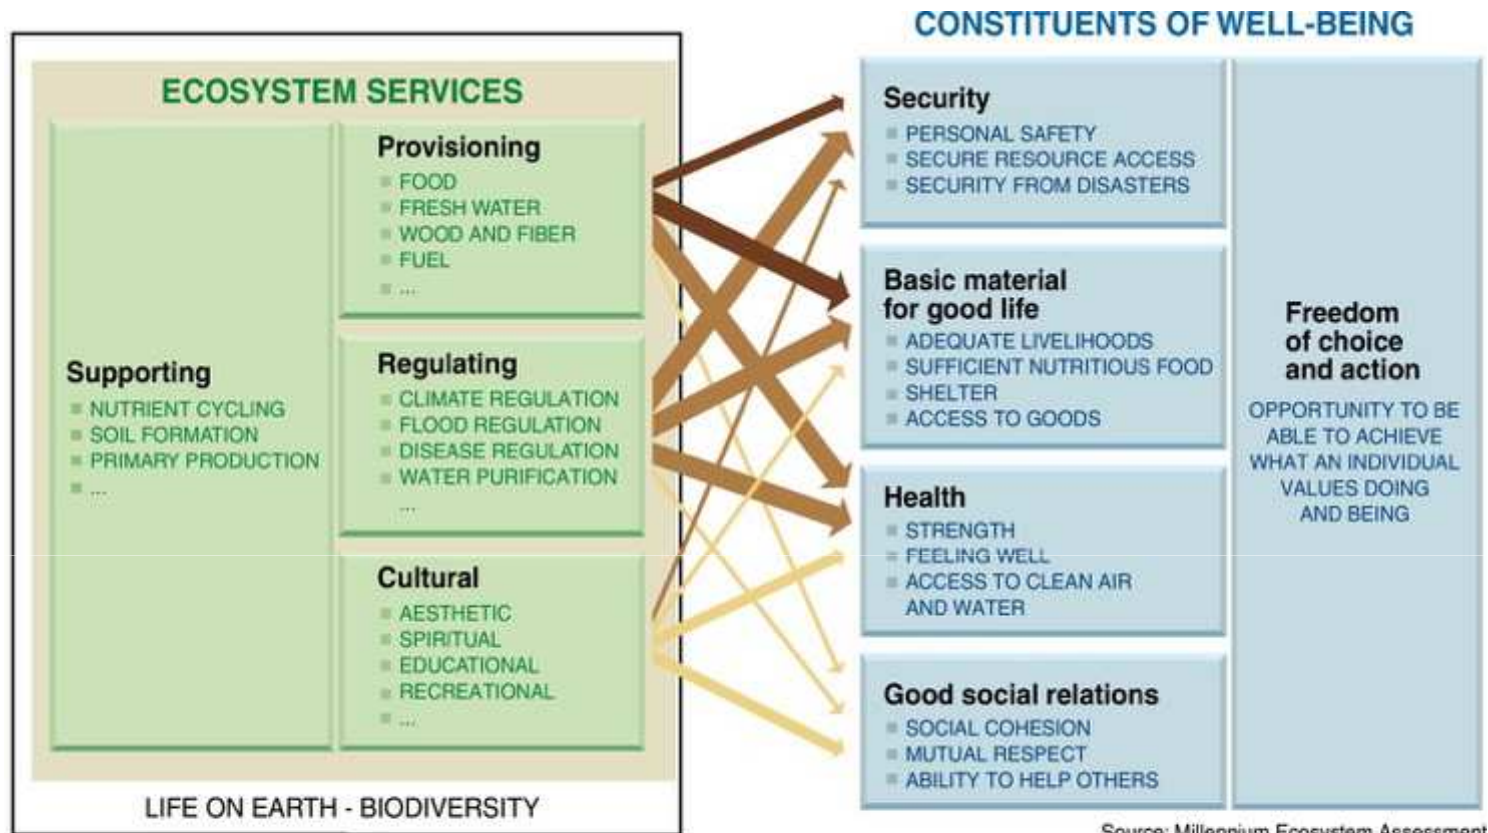 CONSTITUENTS OF WELL-BEING
ECOSYSTEM SERVICES
Supporting
NUTRIENT CYCLING
SOIL FORMATION
PRIMARY PRODUCTION
...
Provisioning
FOOD
FRESH WATER
WOOD AND FIBER
FUEL
...
Regulating
CLIMATE REGULATION
FLOOD REGULATION
DISEASE REGULATION
WATER PURIFICATION
...
Cultural
AESTHETIC
SPIRITUAL
EDUCATIONAL
RECREATIONAL
...
LIFE ON EARTH - BIODIVERSITY
Security
PERSONAL SAFETY
SECURE RESOURCE ACCESS
SECURITY FROM DISASTERS
Basic material
for good life
ADEQUATE LIVELIHOODS
SUFFICIENT NUTRITIOUS FOOD
SHELTER
ACCESS TO GOODS
Health
STRENGTH
FEELING WELL
ACCESS TO CLEAN AIR
AND WATER
Good social relations
SOCIAL COHESION
MUTUAL RESPECT
ABILITY TO HELP OTHERS
Freedom
of choice
and action
OPPORTUNITY TO BE
ABLE TO ACHIEVE
WHAT AN INDIVIDUAL
VALUES DOING
AND BEING
Source: Millennium Ecosystem Assessment